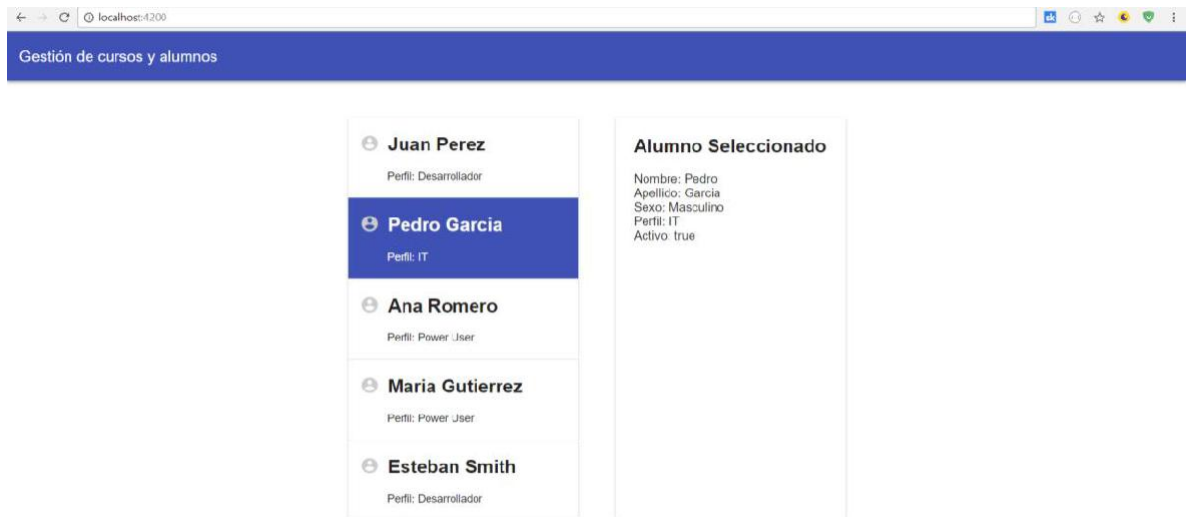 localhost:4200
Gestión de cursos y alumnos
Juan Perez
Perfil: Desarrollador
Pedro Garcia
Perfil: IT
Ana Romero
Perfil: Power User
Maria Gutierrez
Perfil: Power User
Esteban Smith
Perfil: Desarrollador
Alumno Seleccionado
Nombre: Pedro
Apellido: Garcia
Sexo: Masculino
Perfil: IT
Activo: true